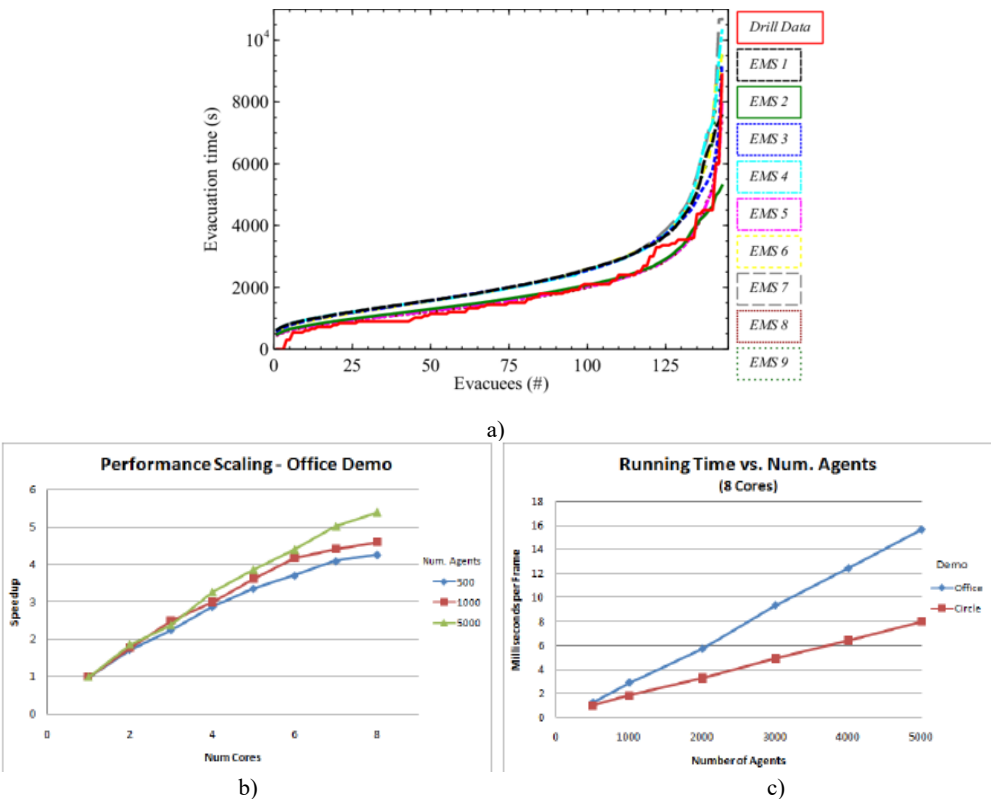 10⁴
8000
6000
4000
2000
0
Evacuation time (s)
0 25 50 75 100 125
Evacuees (#)
Drill Data
EMS 1
EMS 2
EMS 3
EMS 4
EMS 5
EMS 6
EMS 7
EMS 8
EMS 9
a)
Performance Scaling - Office Demo
6
5
4
3
2
1
0
Speedup
0 2 4 6 8
Num Cores
Num. Agents
500
1000
5000
b)
Running Time vs. Num. Agents
(8 Cores)
18
16
14
12
10
8
6
4
2
0
Milliseconds per Frame
0 1000 2000 3000 4000 5000
Number of Agents
Demo
Office
Circle
c)